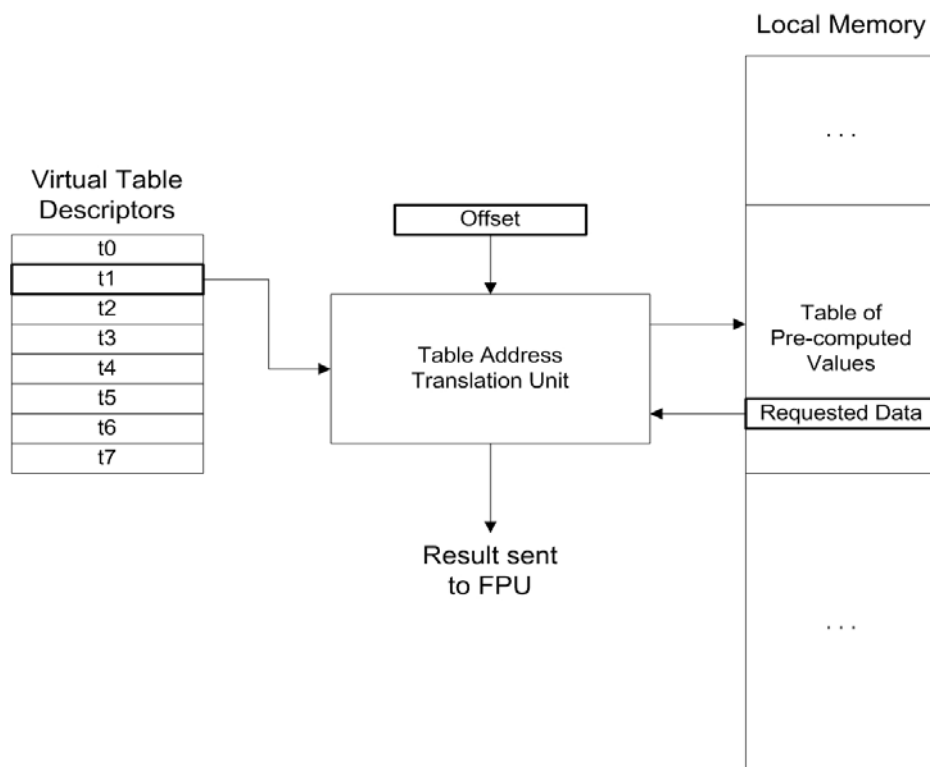 Local Memory
. . .
Virtual Table
Descriptors
t0
t1
t2
t3
t4
t5
t6
t7
Offset
Table Address
Translation Unit
Table of
Pre-computed
Values
Requested Data
Result sent
to FPU
. . .